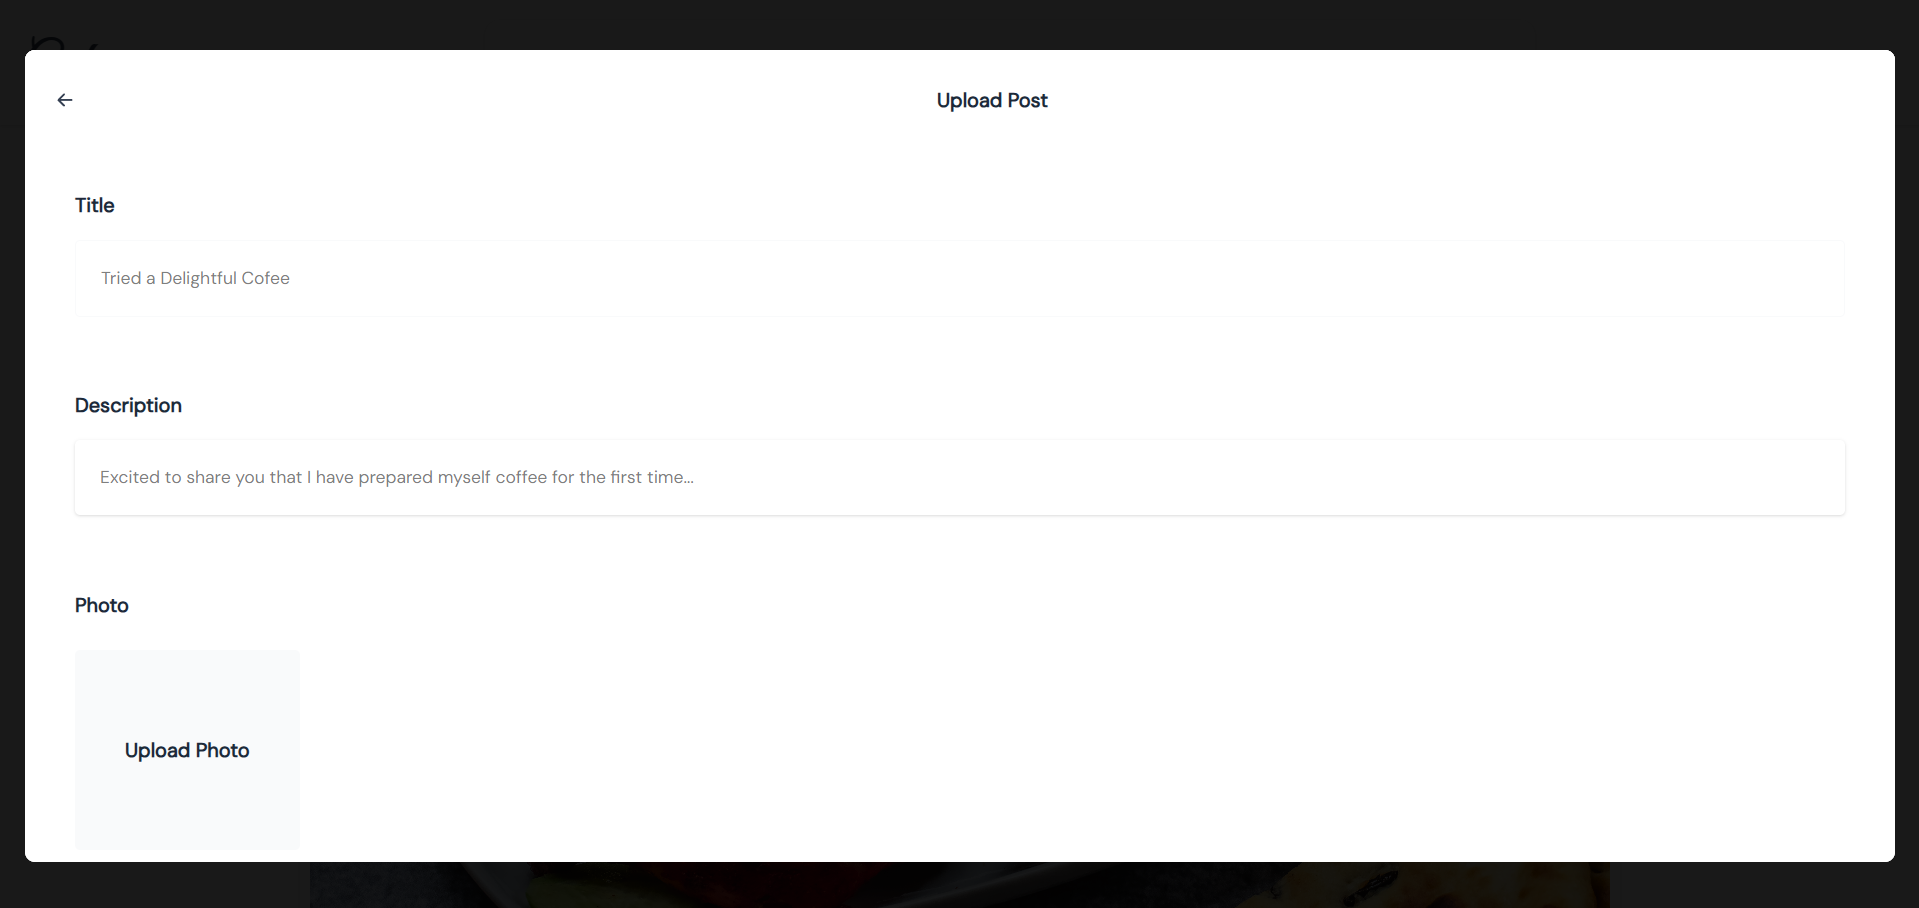 Upload Post
Title
Tried a Delightful Cofee
Description
Excited to share you that I have prepared myself coffee for the first time...
Photo
Upload Photo